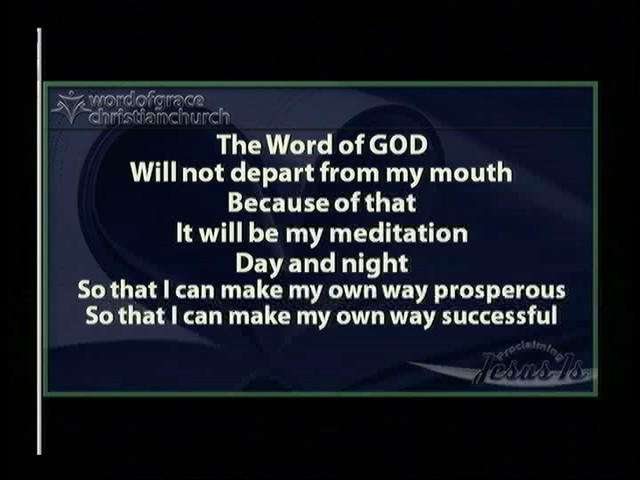 wordofgrace
christianchurch
The Word of GOD
Will not depart from my mouth
Because of that
It will be my meditation
Day and night
So that I can make my own way prosperous
So that I can make my own way successful
Proclaiming
Jesus Is